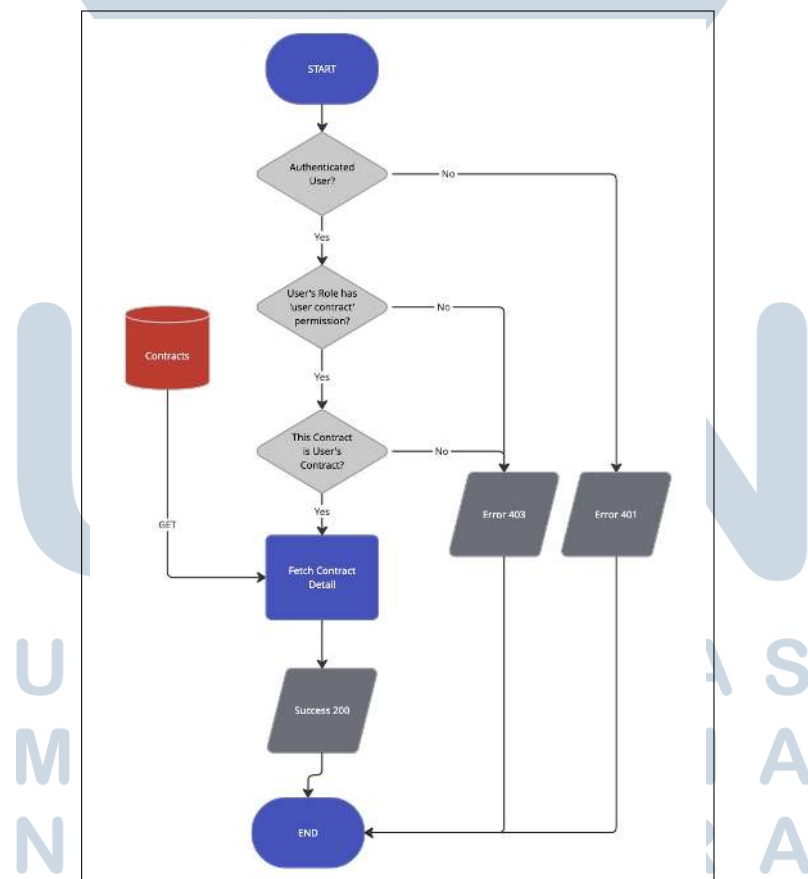 START
Authenticated
User?
No
Yes
User's Role has
'user contract'
permission?
No
Contracts
Yes
This Contract
is User's
Contract?
No
Yes
GET
Error 403
Error 401
Fetch Contract
Detail
Success 200
END
U
N
U
A S
M
I A
N
R A